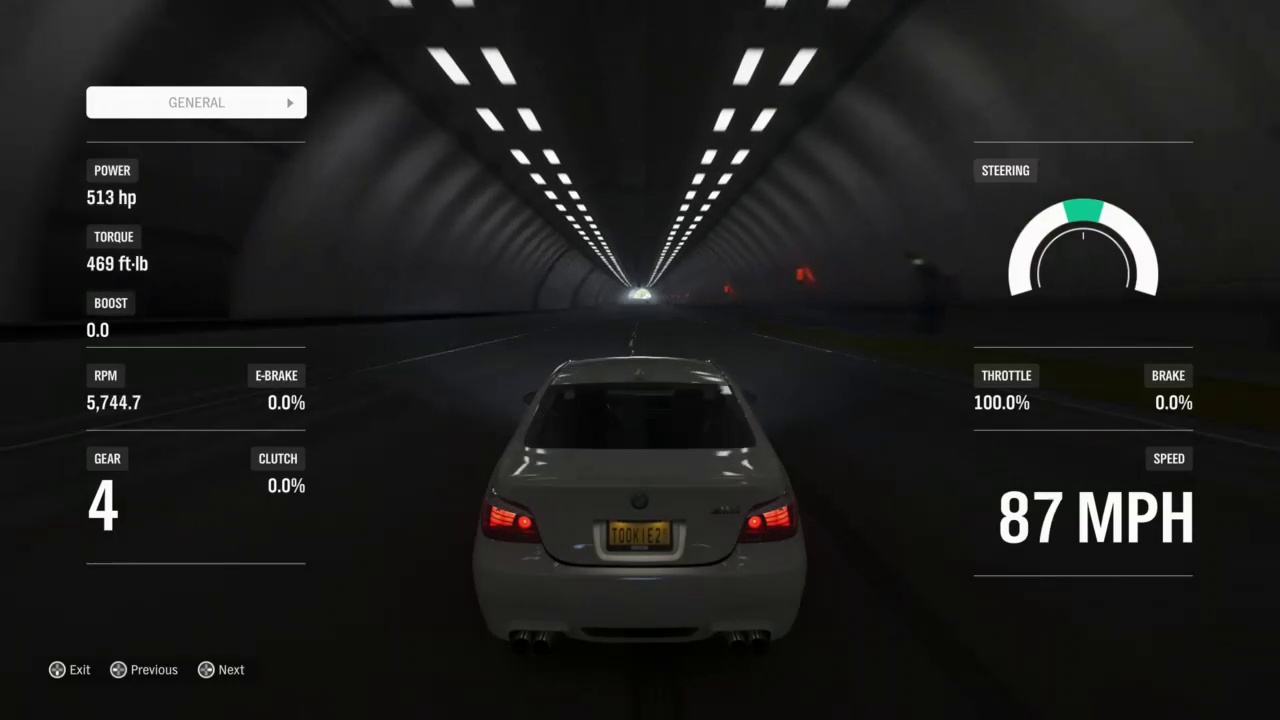 GENERAL
POWER
513 hp
TORQUE
469 ft·lb
BOOST
0.0
RPM
E-BRAKE
5,744.7
0.0%
GEAR
CLUTCH
4
0.0%
STEERING
THROTTLE
BRAKE
100.0%
0.0%
SPEED
87 MPH
TOOKIE2
Exit
Previous
Next